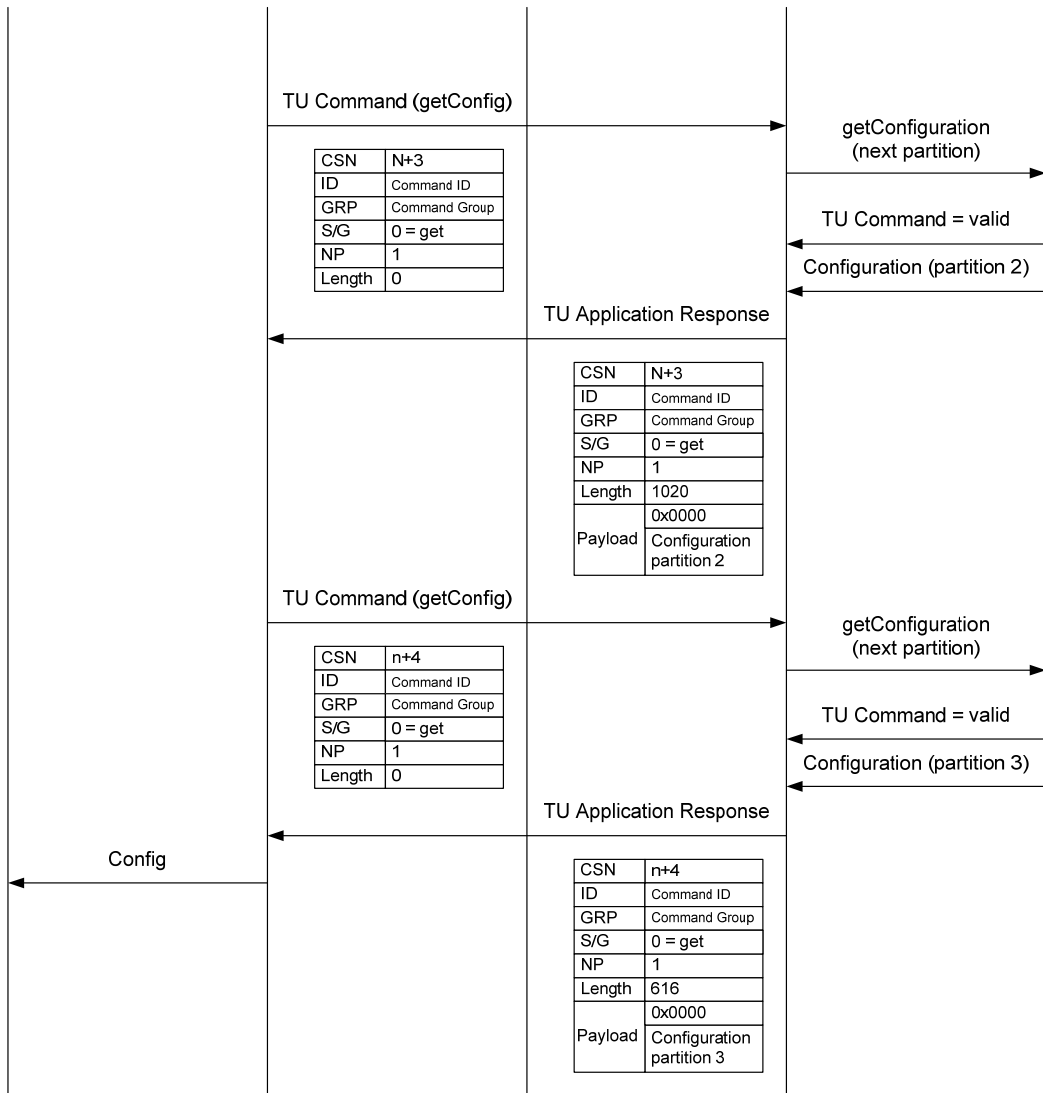 TU Command (getConfig)
getConfiguration
(next partition)
CSN N+3
ID Command ID
GRP Command Group
S/G 0 = get
NP 1
Length 0
TU Command = valid
Configuration (partition 2)
TU Application Response
CSN N+3
ID Command ID
GRP Command Group
S/G 0 = get
NP 1
Length 1020
0x0000
Payload
Configuration
partition 2
TU Command (getConfig)
getConfiguration
(next partition)
CSN n+4
ID Command ID
GRP Command Group
S/G 0 = get
NP 1
Length 0
TU Command = valid
Configuration (partition 3)
TU Application Response
Config
CSN n+4
ID Command ID
GRP Command Group
S/G 0 = get
NP 1
Length 616
0x0000
Payload
Configuration
partition 3